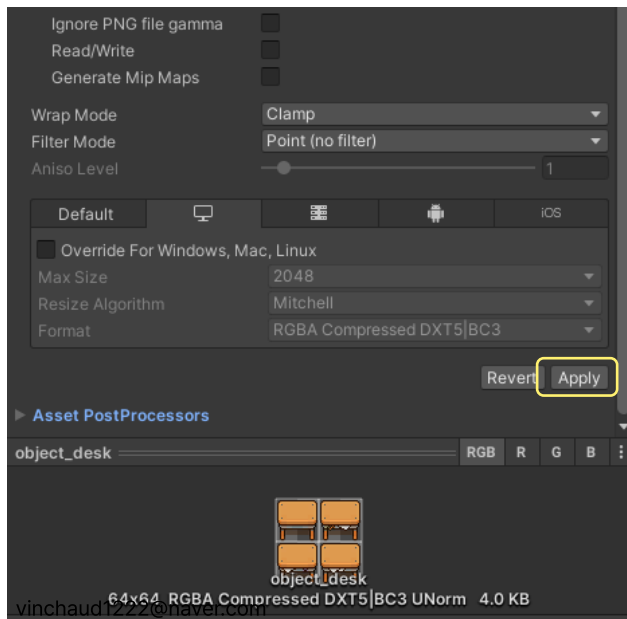 Ignore PNG file gamma
Read/Write
Generate Mip Maps
Wrap Mode Clamp
Filter Mode Point (no filter)
Aniso Level 1
Default iOS
Override For Windows, Mac, Linux
Max Size 2048
Resize Algorithm Mitchell
Format RGBA Compressed DXT5|BC3
Revert Apply
Asset PostProcessors
object_desk RGB R G B
object_desk
64x64 RGBA Compressed DXT5|BC3 UNorm 4.0 KB
vinchaud1222@naver.com